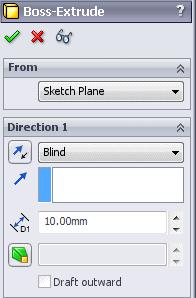 Boss-Extrude
?
From
Sketch Plane
Direction 1
Blind
D1
10.00mm
Draft outward